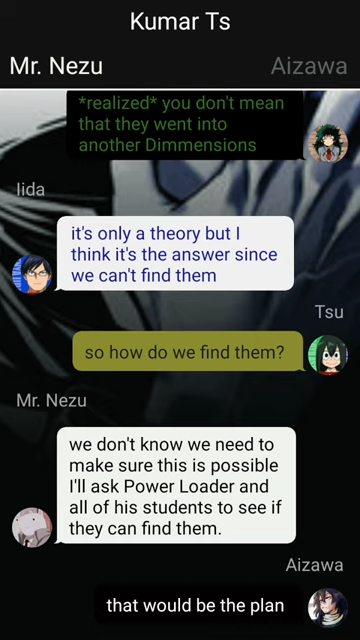 Kumar Ts
Mr. Nezu Aizawa
*realized* you don't mean
that they went into
another Dimmensions
Iida
it's only a theory but I
think it's the answer since
we can't find them
Tsu
so how do we find them?
Mr. Nezu
we don't know we need to
make sure this is possible
I'll ask Power Loader and
all of his students to see if
they can find them.
Aizawa
that would be the plan